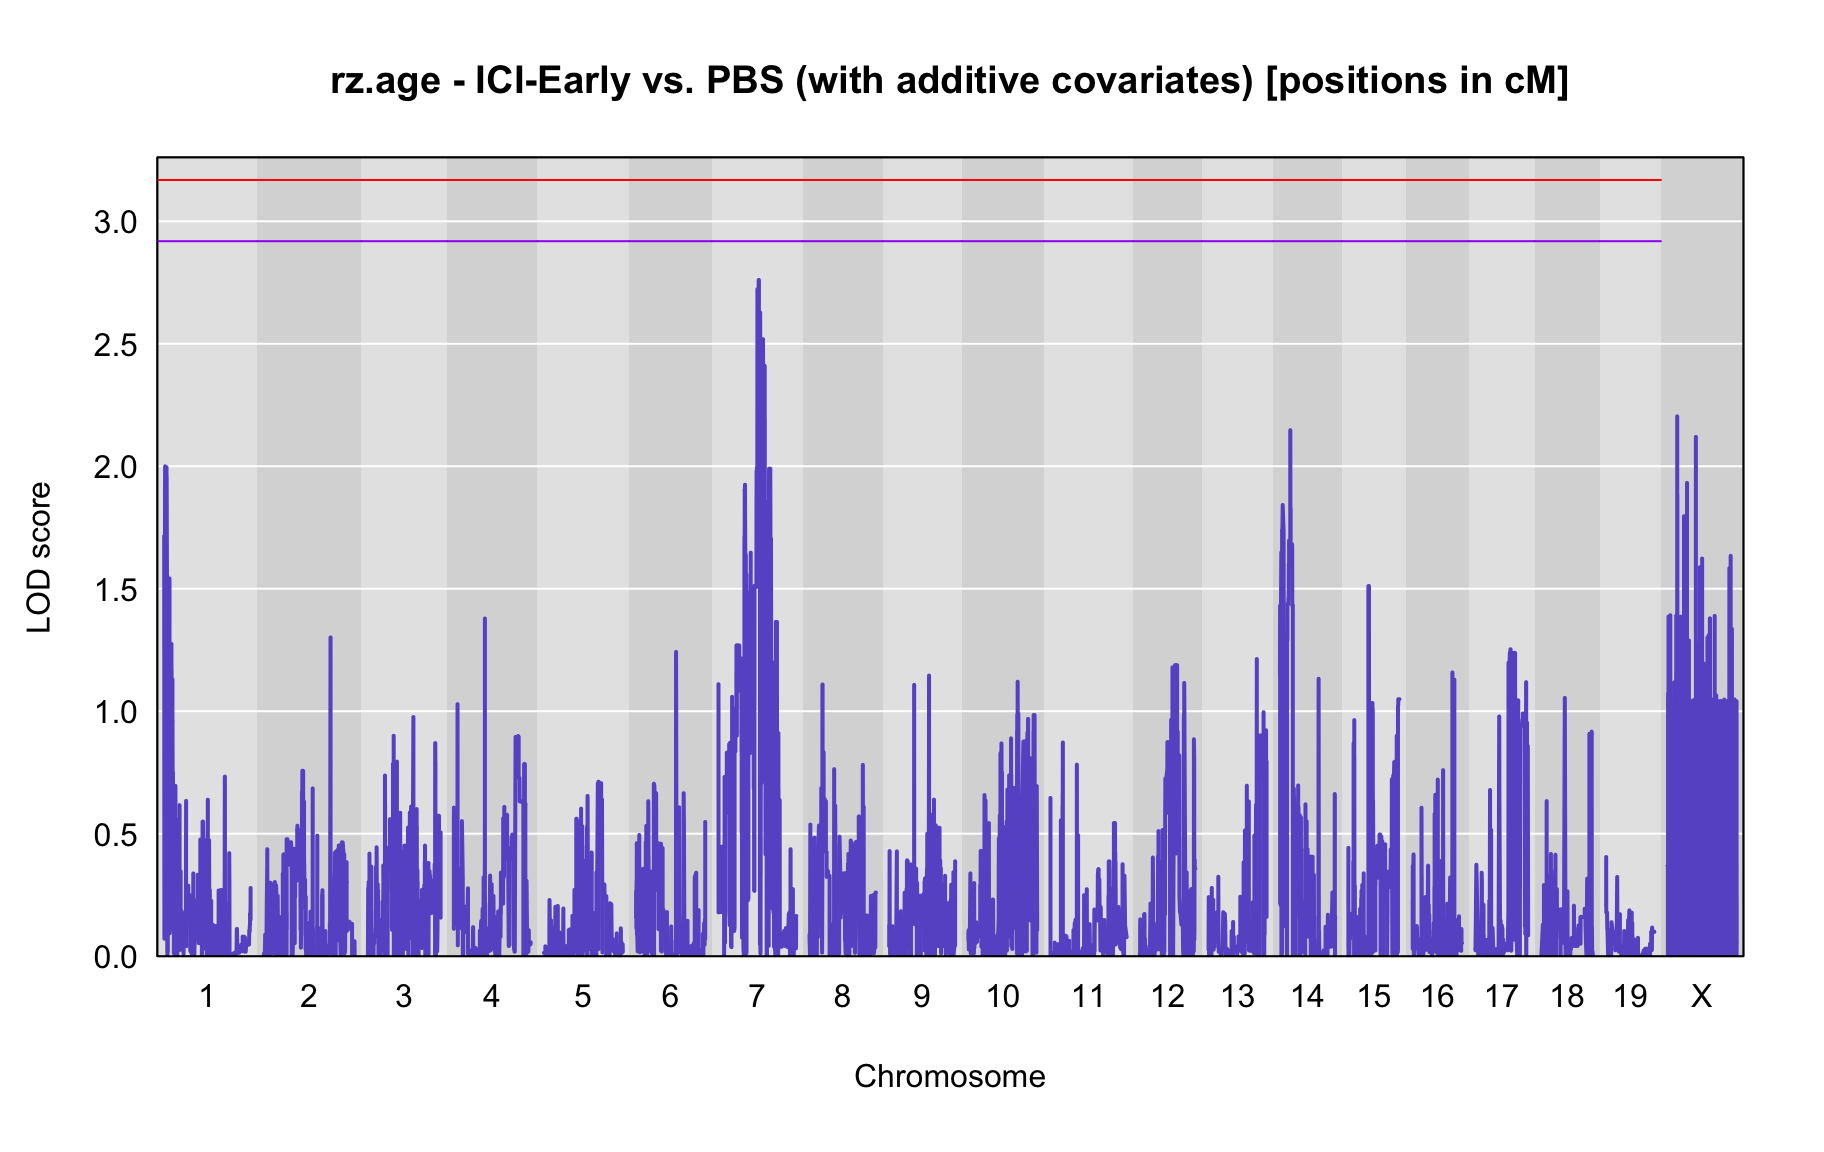 rz.age - ICI-Early vs. PBS (with additive covariates) [positions in cM]
3.0
2.5
2.0
1.5
1.0
0.5
0.0
LOD score
1 2 3 4 5 6 7 8 9 10 11 12 13 14 15 16 17 18 19 X
Chromosome